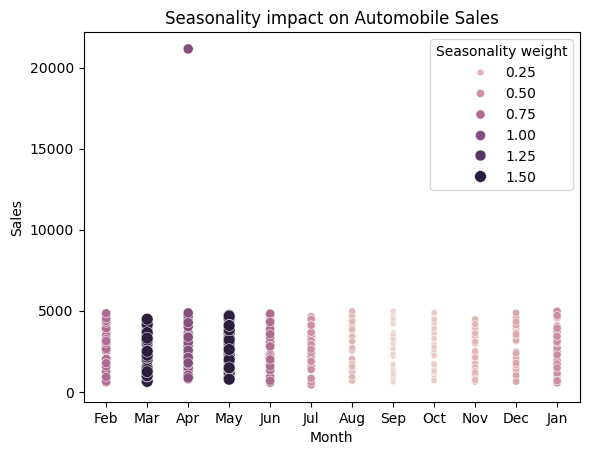 Seasonality impact on Automobile Sales
Seasonality weight
0.25
0.50
0.75
1.00
1.25
1.50
20000
15000
10000
5000
0
Sales
Feb Mar Apr May Jun Jul Aug Sep Oct Nov Dec Jan
Month